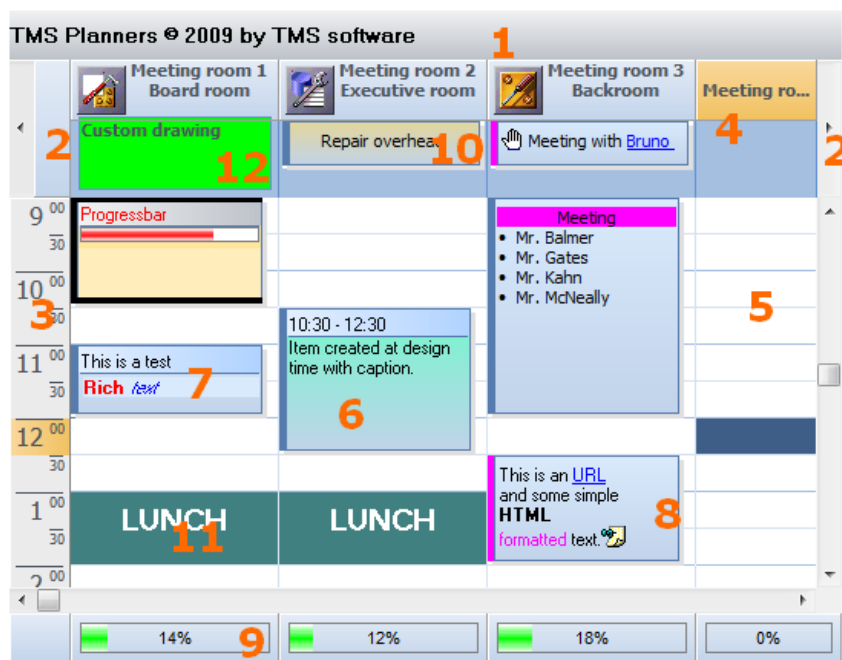 TMS Planners © 2009 by TMS software
1
Meeting room 1
Board room
Meeting room 2
Executive room
Meeting room 3
Backroom
Meeting ro...
4
2
2
Custom drawing
12
Repair overhead
10
Meeting with Bruno
9 00
30
10 00
30
11 00
30
12 00
30
1 00
30
2 00
3
Progressbar
This is a test
Rich text
7
10:30 - 12:30
Item created at design
time with caption.
6
Meeting
• Mr. Balmer
• Mr. Gates
• Mr. Kahn
• Mr. McNeally
5
This is an URL
and some simple
HTML
formatted text.
8
LUNCH
11
LUNCH
14%
9
12%
18%
0%